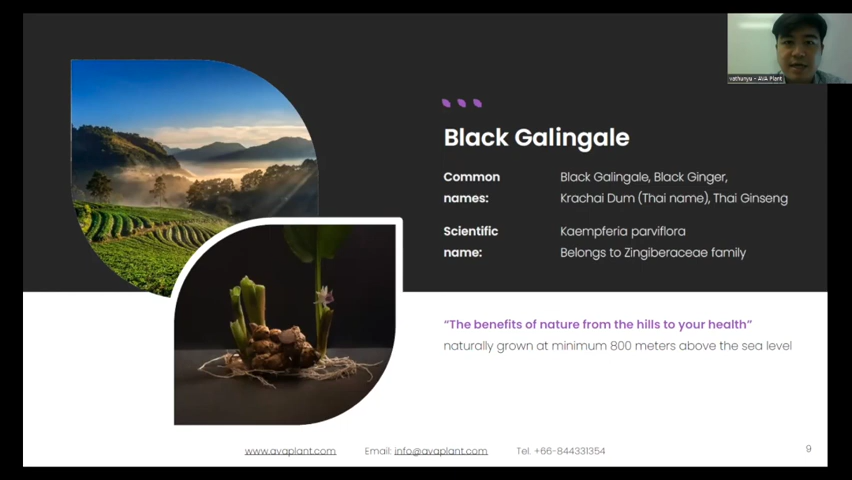 vathunyu - AVA Plant
Black Galingale
Common names:
Black Galingale, Black Ginger,
Krachai Dum (Thai name), Thai Ginseng
Scientific name:
Kaempferia parviflora
Belongs to Zingiberaceae family
“The benefits of nature from the hills to your health”
naturally grown at minimum 800 meters above the sea level
www.avaplant.com Email: info@avaplant.com Tel. +66-844331354
9